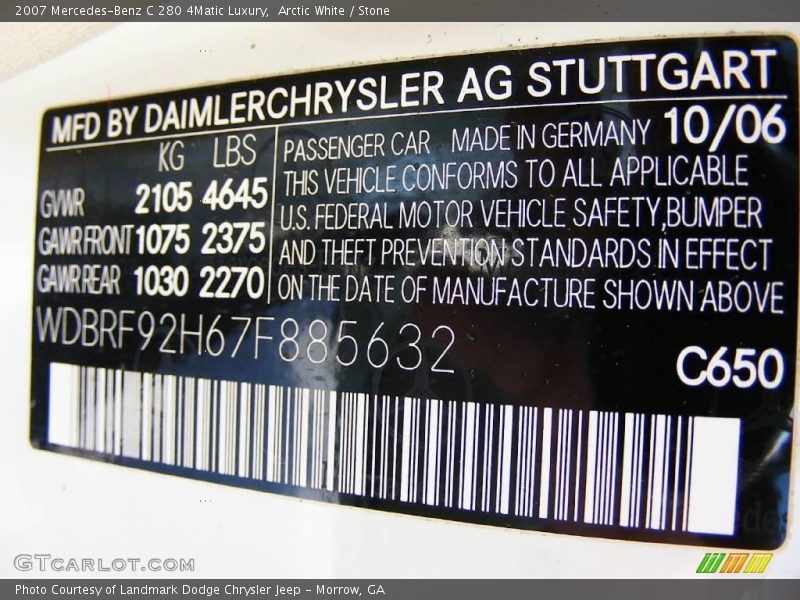 2007 Mercedes-Benz C 280 4Matic Luxury,  Arctic White / Stone
MFD BY DAIMLERCHRYSLER AG STUTTGART
KG LBS
GVWR 2105 4645
GAWR FRONT 1075 2375
GAWR REAR 1030 2270
PASSENGER CAR MADE IN GERMANY 10/06
THIS VEHICLE CONFORMS TO ALL APPLICABLE
U.S. FEDERAL MOTOR VEHICLE SAFETY,BUMPER
AND THEFT PREVENTION STANDARDS IN EFFECT
ON THE DATE OF MANUFACTURE SHOWN ABOVE
WDBRF92H67F885632
C650
GTcarlot.com
Photo Courtesy of Landmark Dodge Chrysler Jeep - Morrow, GA